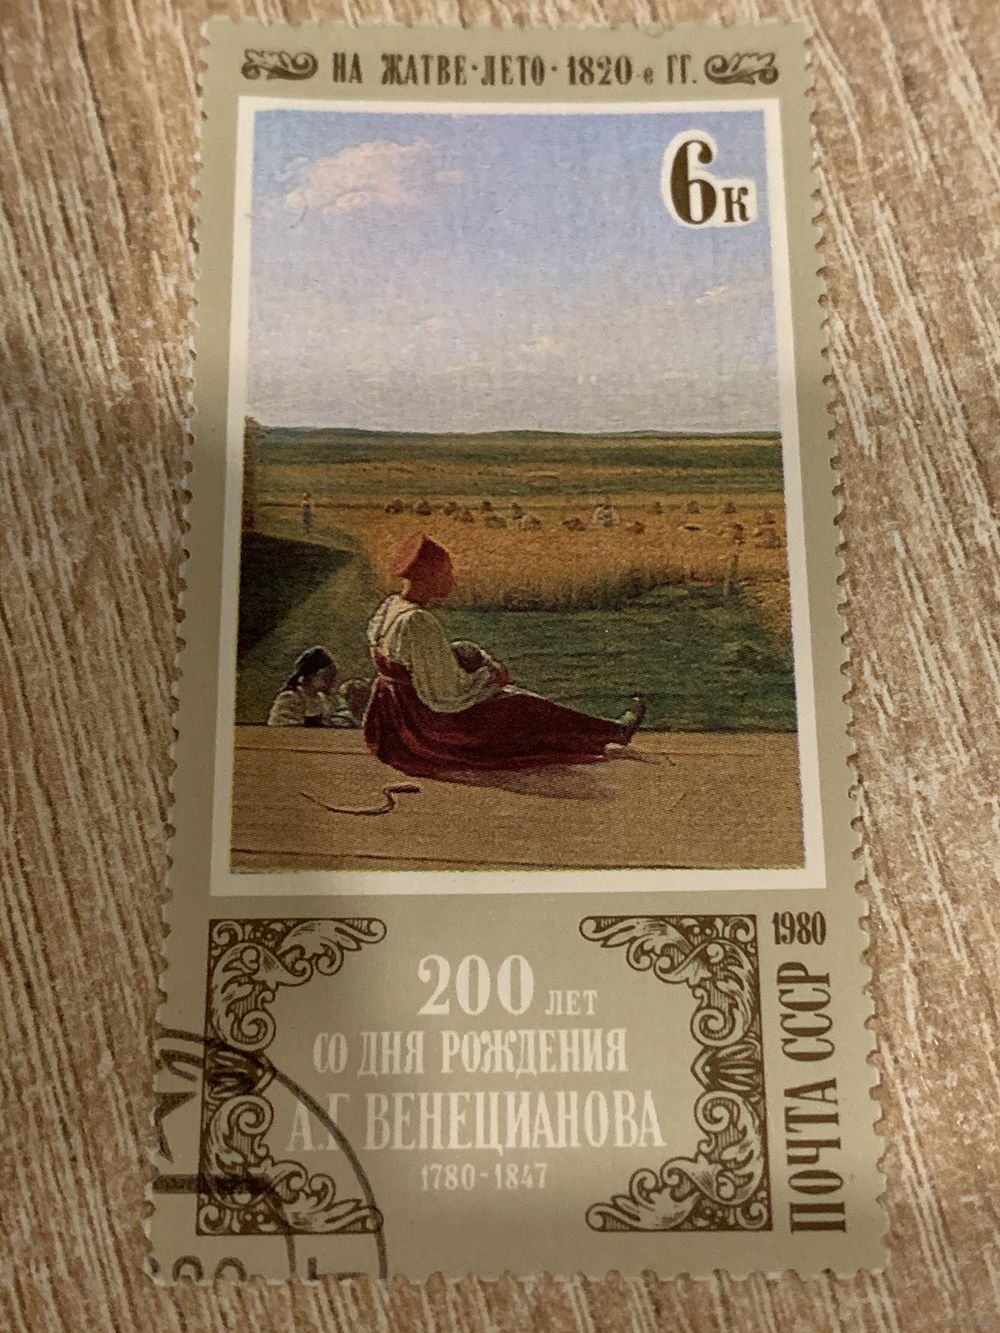 НА ЖАТВЕ · ЛЕТО · 1820-е ГГ.
6к
1980
200 ЛЕТ
СО ДНЯ РОЖДЕНИЯ
А.Г. ВЕНЕЦИАНОВА
1780-1847
ПОЧТА СССР